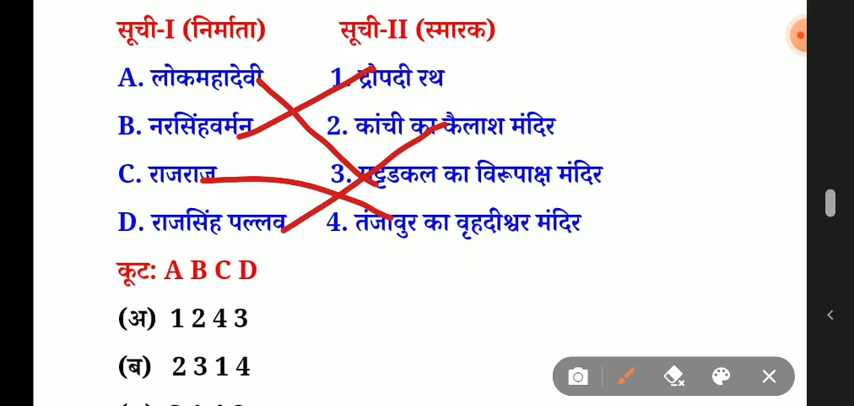 सूची-I (निर्माता) सूची-II (स्मारक)
A. लोकमहादेवी 1. द्रौपदी रथ
B. नरसिंहवर्मन 2. कांची का कैलाश मंदिर
C. राजराज 3. पट्टडकल का विरूपाक्ष मंदिर
D. राजसिंह पल्लव 4. तंजावुर का वृहदीश्वर मंदिर
कूट: A B C D
(अ) 1 2 4 3
(ब) 2 3 1 4